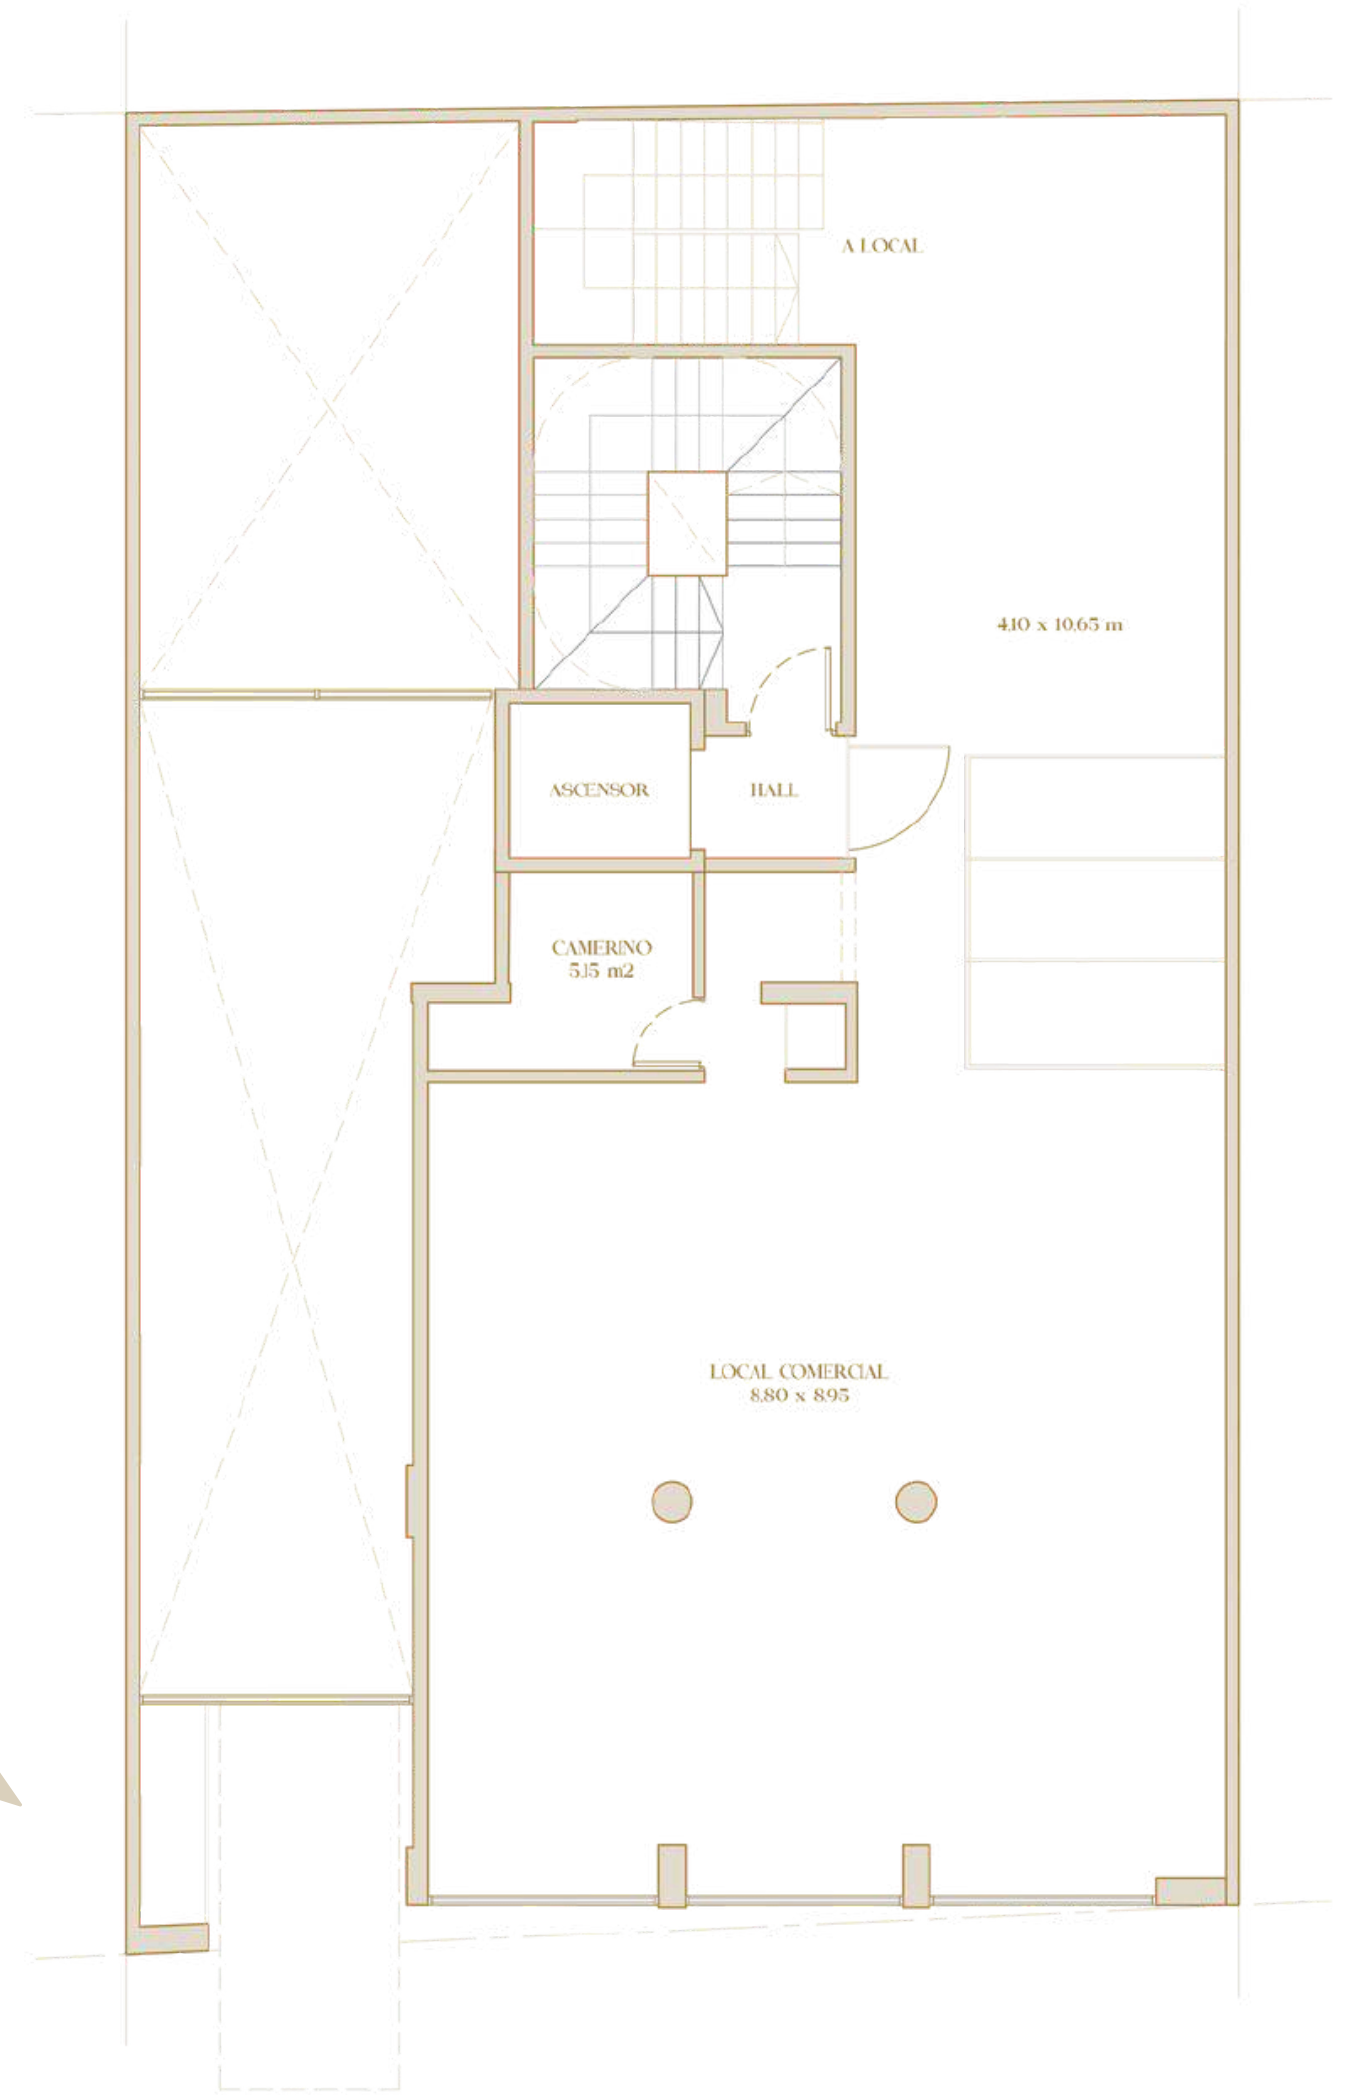 A LOCAL
4,10 x 10,65 m
ASCENSOR
HALL
CAMERINO
5,15 m2
LOCAL COMERCIAL
8,80 x 8,95